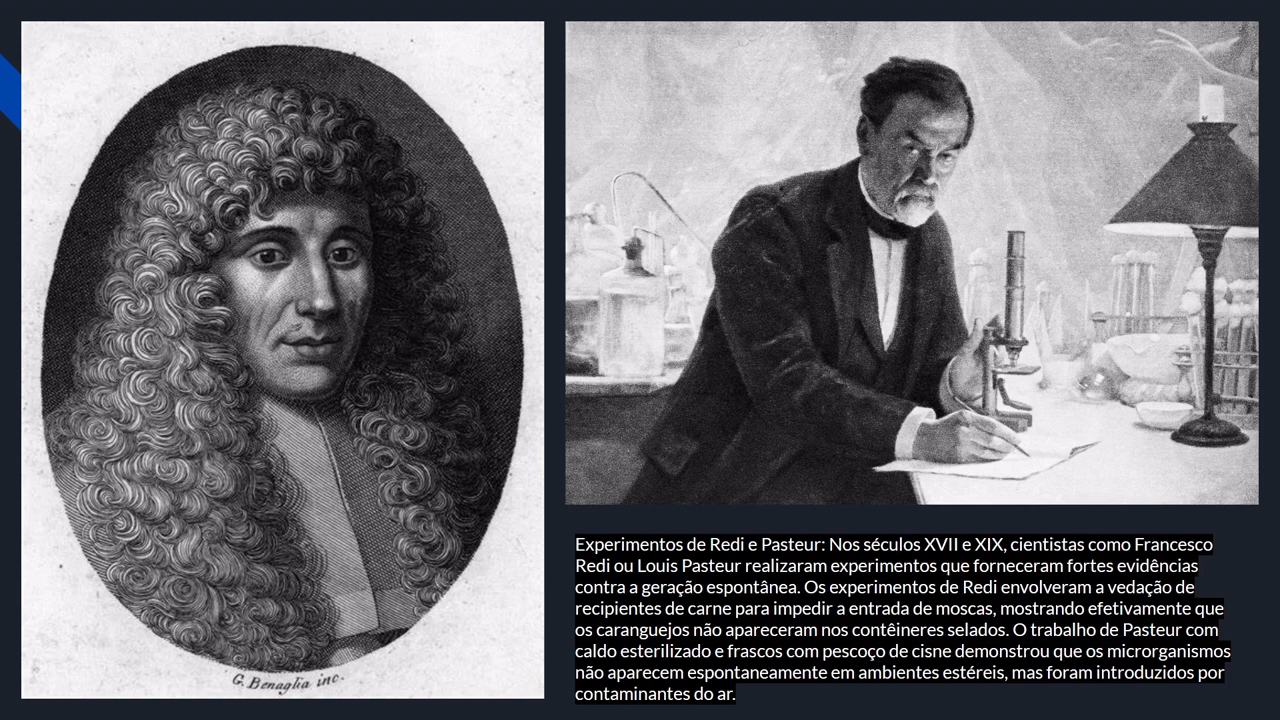 G. Benaglia inc.
Experimentos de Redi e Pasteur: Nos séculos XVII e XIX, cientistas como Francesco
Redi ou Louis Pasteur realizaram experimentos que forneceram fortes evidências
contra a geração espontânea. Os experimentos de Redi envolveram a vedação de
recipientes de carne para impedir a entrada de moscas, mostrando efetivamente que
os caranguejos não apareceram nos contêineres selados. O trabalho de Pasteur com
caldo esterilizado e frascos com pescoço de cisne demonstrou que os microrganismos
não aparecem espontaneamente em ambientes estéreis, mas foram introduzidos por
contaminantes do ar.